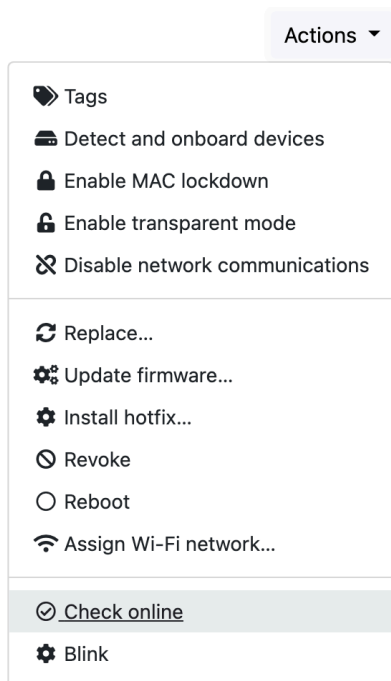 Actions
Tags
Detect and onboard devices
Enable MAC lockdown
Enable transparent mode
Disable network communications
Replace...
Update firmware...
Install hotfix...
Revoke
Reboot
Assign Wi-Fi network...
Check online
Blink